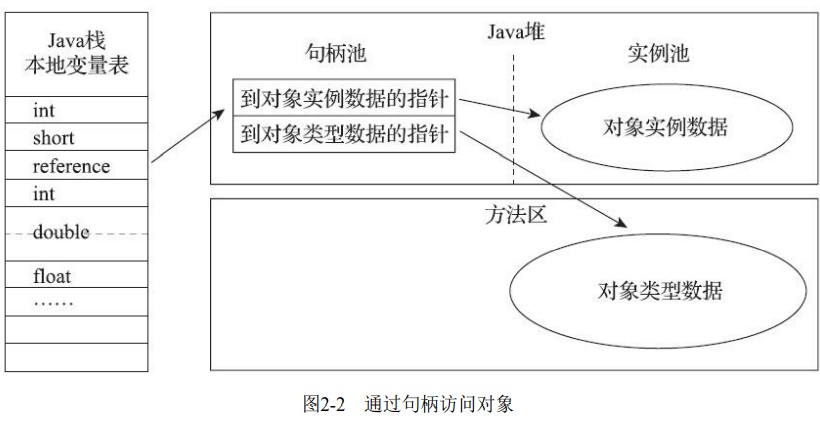 Java栈
本地变量表
int
short
reference
int
double
float
……
Java堆
句柄池
实例池
到对象实例数据的指针
到对象类型数据的指针
对象实例数据
方法区
对象类型数据
图2-2 通过句柄访问对象